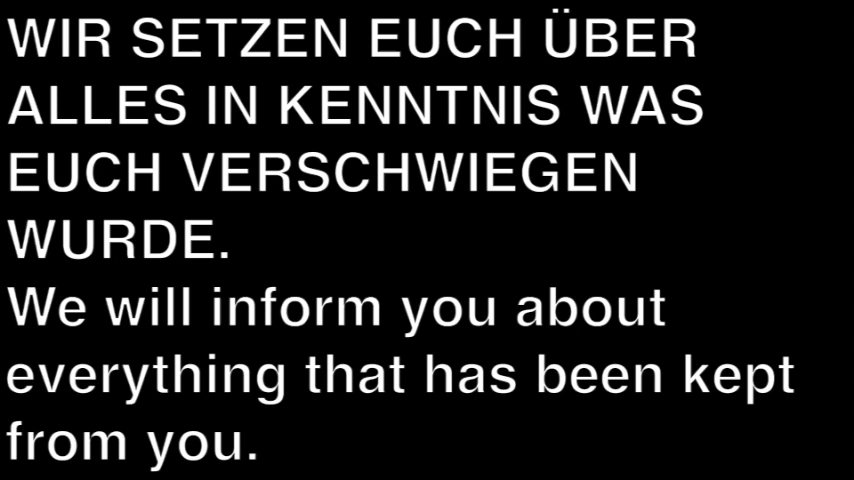 WIR SETZEN EUCH ÜBER
ALLES IN KENNTNIS WAS
EUCH VERSCHWIEGEN
WURDE.
We will inform you about
everything that has been kept
from you.